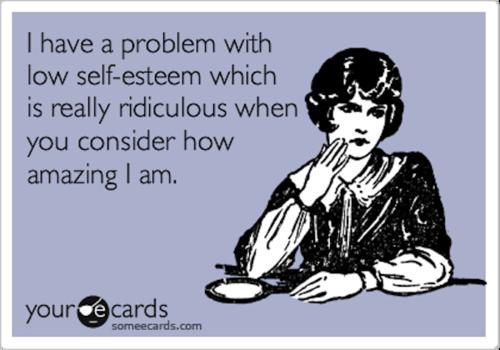 I have a problem with
low self-esteem which
is really ridiculous when
you consider how
amazing I am.
your e cards
someecards.com